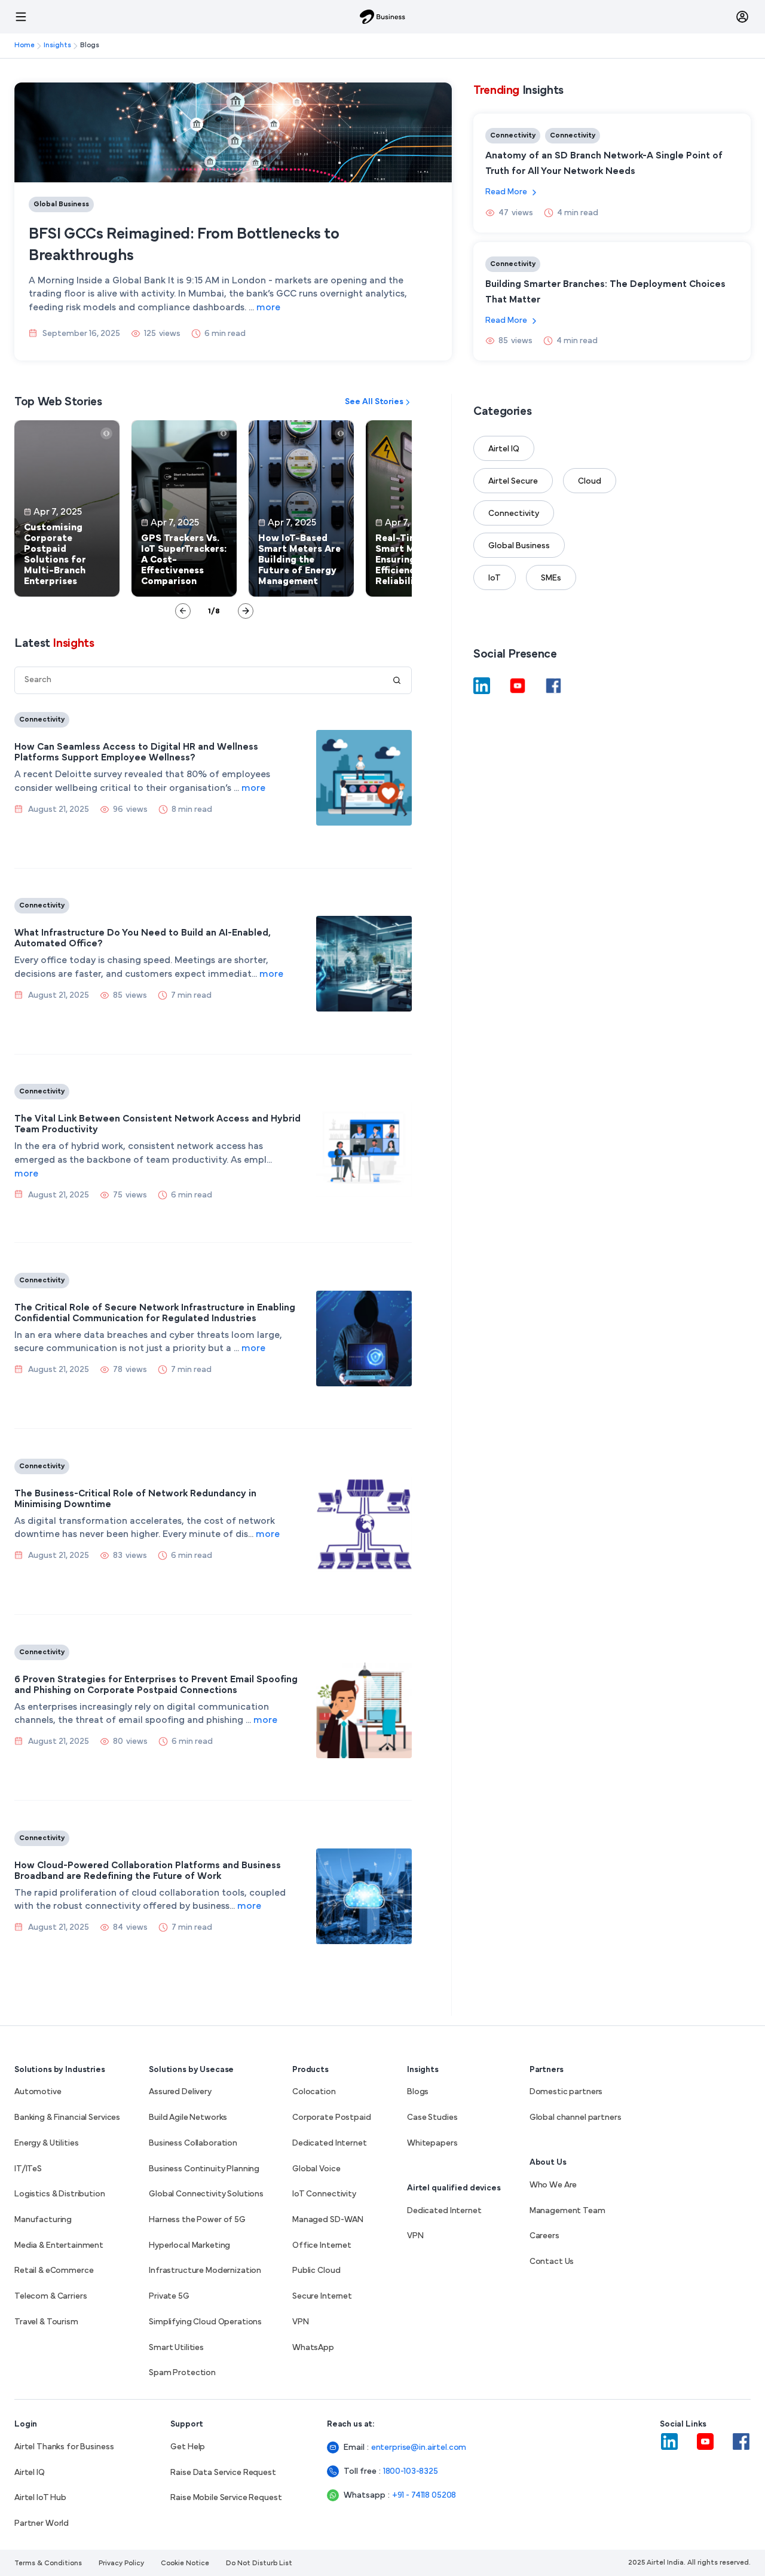 Business
Home
Insights
Blogs
Global Business
BFSI GCCs Reimagined: From Bottlenecks to
Breakthroughs
A Morning Inside a Global Bank It is 9:15 AM in London - markets are opening and the
trading floor is alive with activity. In Mumbai, the bank's GCC runs overnight analytics,
feeding risk models and compliance dashboards. ... more
September 16, 2025
125 views
6 min read
Trending Insights
Connectivity
Connectivity
Anatomy of an SD Branch Network-A Single Point of
Truth for All Your Network Needs
Read More
47 views
4 min read
Connectivity
Building Smarter Branches: The Deployment Choices
That Matter
Read More
85 views
4 min read
Top Web Stories
See All Stories
Apr 7, 2025
Customising
Corporate
Postpaid
Solutions for
Multi-Branch
Enterprises
Apr 7, 2025
GPS Trackers Vs.
IoT SuperTrackers:
A Cost-
Effectiveness
Comparison
Apr 7, 2025
How IoT-Based
Smart Meters Are
Building the
Future of Energy
Management
Apr 7,
Real-Tim
Smart M
Ensuring
Efficienc
Reliabili
1/8
Categories
Airtel IQ
Airtel Secure
Cloud
Connectivity
Global Business
IoT
SMEs
Social Presence
Latest Insights
Search
Connectivity
How Can Seamless Access to Digital HR and Wellness
Platforms Support Employee Wellness?
A recent Deloitte survey revealed that 80% of employees
consider wellbeing critical to their organisation's ... more
August 21, 2025
96 views
8 min read
Connectivity
What Infrastructure Do You Need to Build an AI-Enabled,
Automated Office?
Every office today is chasing speed. Meetings are shorter,
decisions are faster, and customers expect immediat... more
August 21, 2025
85 views
7 min read
Connectivity
The Vital Link Between Consistent Network Access and Hybrid
Team Productivity
In the era of hybrid work, consistent network access has
emerged as the backbone of team productivity. As empl...
more
August 21, 2025
75 views
6 min read
Connectivity
The Critical Role of Secure Network Infrastructure in Enabling
Confidential Communication for Regulated Industries
In an era where data breaches and cyber threats loom large,
secure communication is not just a priority but a ... more
August 21, 2025
78 views
7 min read
Connectivity
The Business-Critical Role of Network Redundancy in
Minimising Downtime
As digital transformation accelerates, the cost of network
downtime has never been higher. Every minute of dis... more
August 21, 2025
83 views
6 min read
Connectivity
6 Proven Strategies for Enterprises to Prevent Email Spoofing
and Phishing on Corporate Postpaid Connections
As enterprises increasingly rely on digital communication
channels, the threat of email spoofing and phishing ... more
August 21, 2025
80 views
6 min read
Connectivity
How Cloud-Powered Collaboration Platforms and Business
Broadband are Redefining the Future of Work
The rapid proliferation of cloud collaboration tools, coupled
with the robust connectivity offered by business... more
August 21, 2025
84 views
7 min read
Solutions by Industries
Automotive
Banking & Financial Services
Energy & Utilities
IT/ITeS
Logistics & Distribution
Manufacturing
Media & Entertainment
Retail & eCommerce
Telecom & Carriers
Travel & Tourism
Solutions by Usecase
Assured Delivery
Build Agile Networks
Business Collaboration
Business Continuity Planning
Global Connectivity Solutions
Harness the Power of 5G
Hyperlocal Marketing
Infrastructure Modernization
Private 5G
Simplifying Cloud Operations
Smart Utilities
Spam Protection
Products
Colocation
Corporate Postpaid
Dedicated Internet
Global Voice
IoT Connectivity
Managed SD-WAN
Office Internet
Public Cloud
Secure Internet
VPN
WhatsApp
Insights
Blogs
Case Studies
Whitepapers
Airtel qualified devices
Dedicated Internet
VPN
Partners
Domestic partners
Global channel partners
About Us
Who We Are
Management Team
Careers
Contact Us
Login
Airtel Thanks for Business
Airtel IQ
Airtel IoT Hub
Partner World
Support
Get Help
Raise Data Service Request
Raise Mobile Service Request
Reach us at:
Email : enterprise@in.airtel.com
Toll free : 1800-103-8325
Whatsapp : +91 - 74118 05208
Social Links
Terms & Conditions
Privacy Policy
Cookie Notice
Do Not Disturb List
2025 Airtel India. All rights reserved.